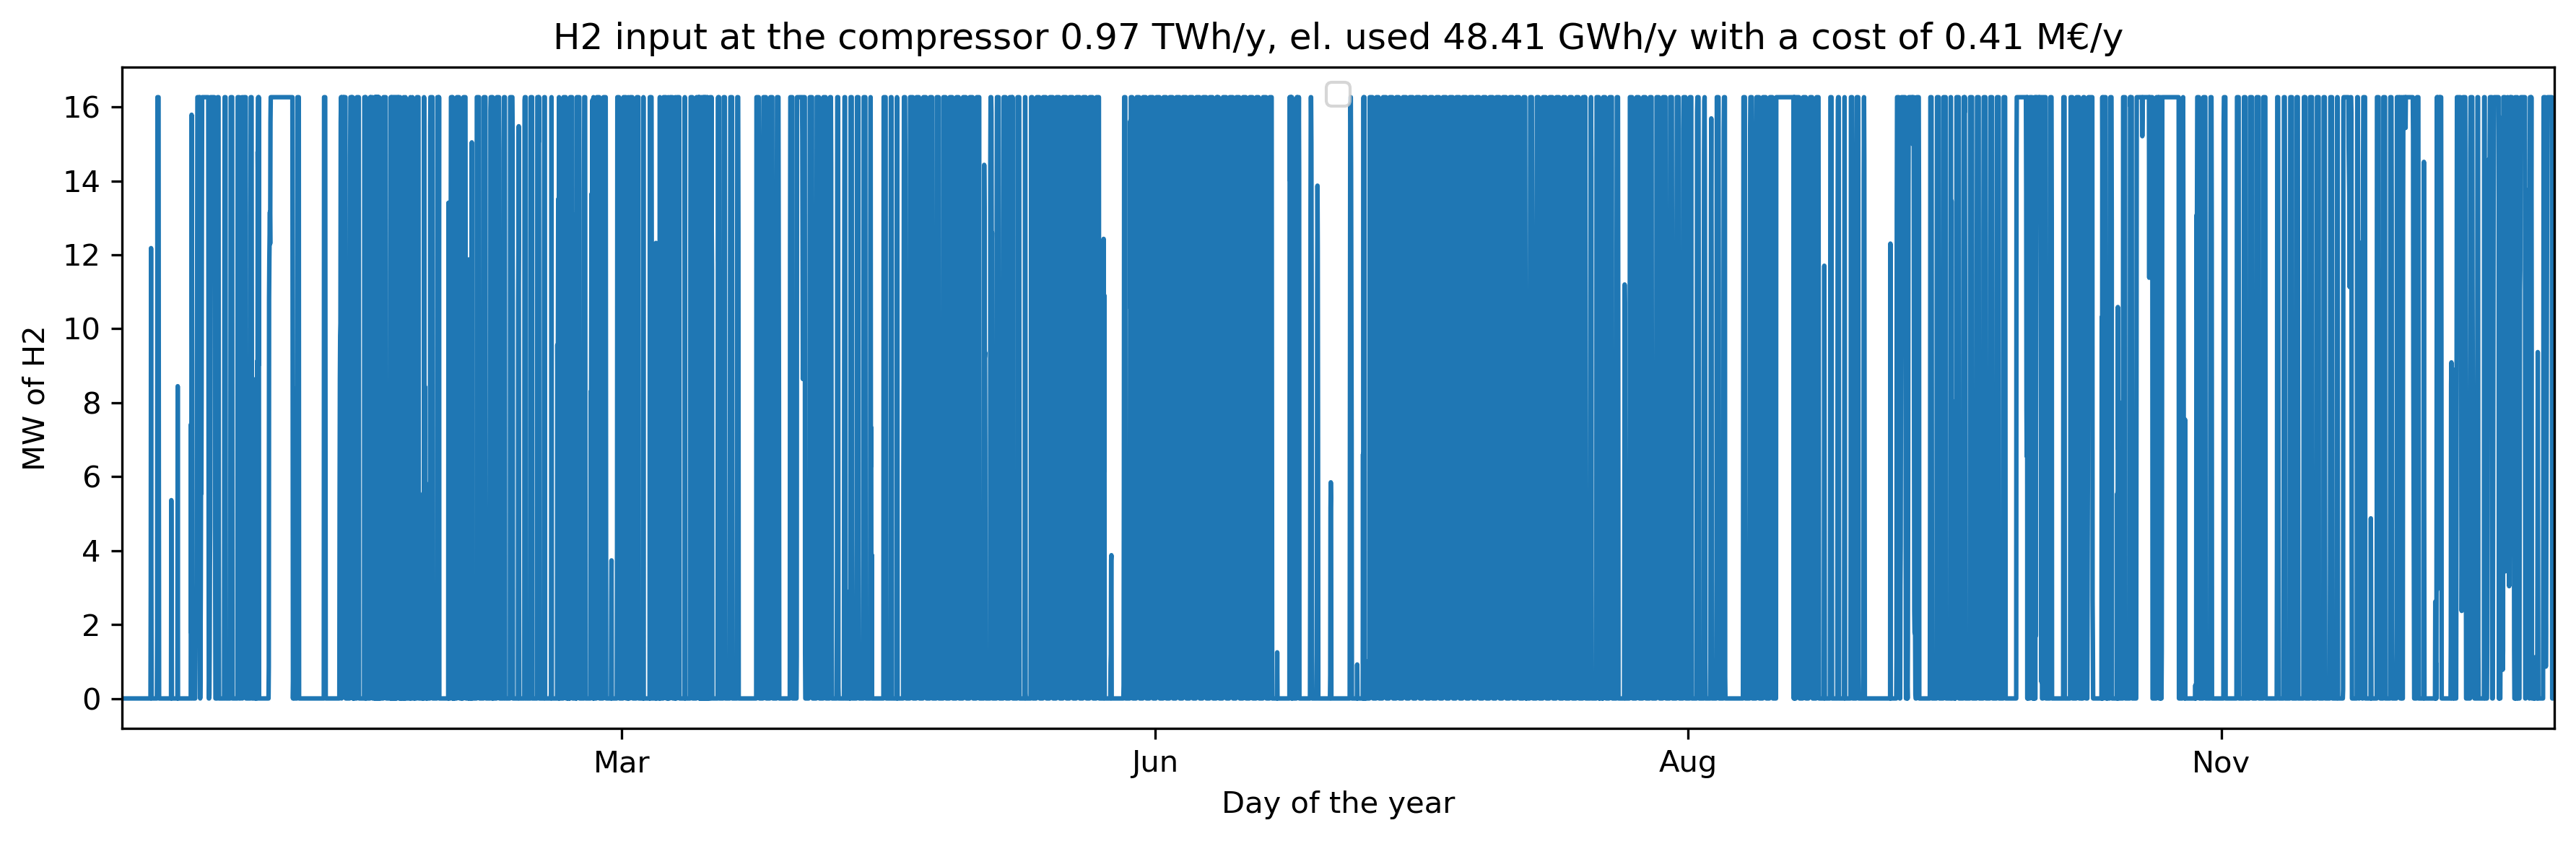 H2 input at the compressor 0.97 TWh/y, el. used 48.41 GWh/y with a cost of 0.41 M€/y
16
14
12
10
8
6
4
2
0
MW of H2
Mar
Jun
Aug
Nov
Day of the year